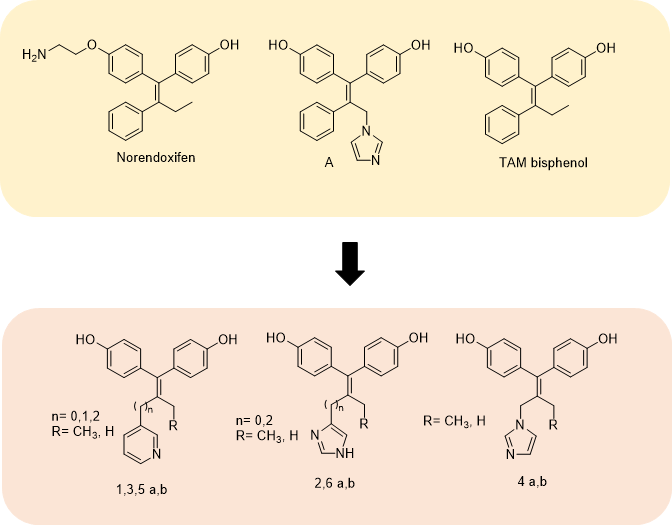 H₂N
O
OH
Norendoxifen
HO
OH
N
N
A
HO
OH
TAM bisphenol
HO
OH
( )n
n= 0,1,2
R= CH₃, H
R
N
1,3,5 a,b
HO
OH
( )n
n= 0,2
R= CH₃, H
R
N
NH
2,6 a,b
HO
OH
R= CH₃, H
R
N
N
4 a,b